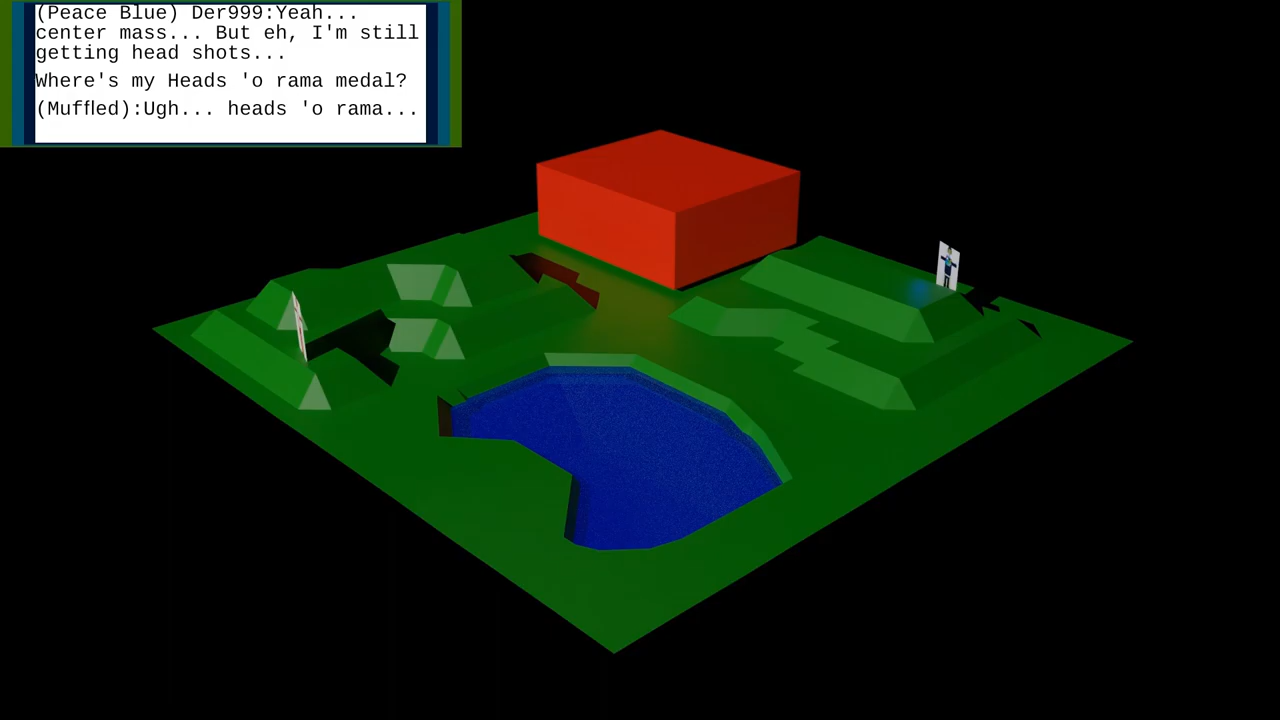 (Peace Blue) Der999:Yeah...
center mass... But eh, I'm still
getting head shots...
Where's my Heads 'o rama medal?
(Muffled):Ugh... heads 'o rama...